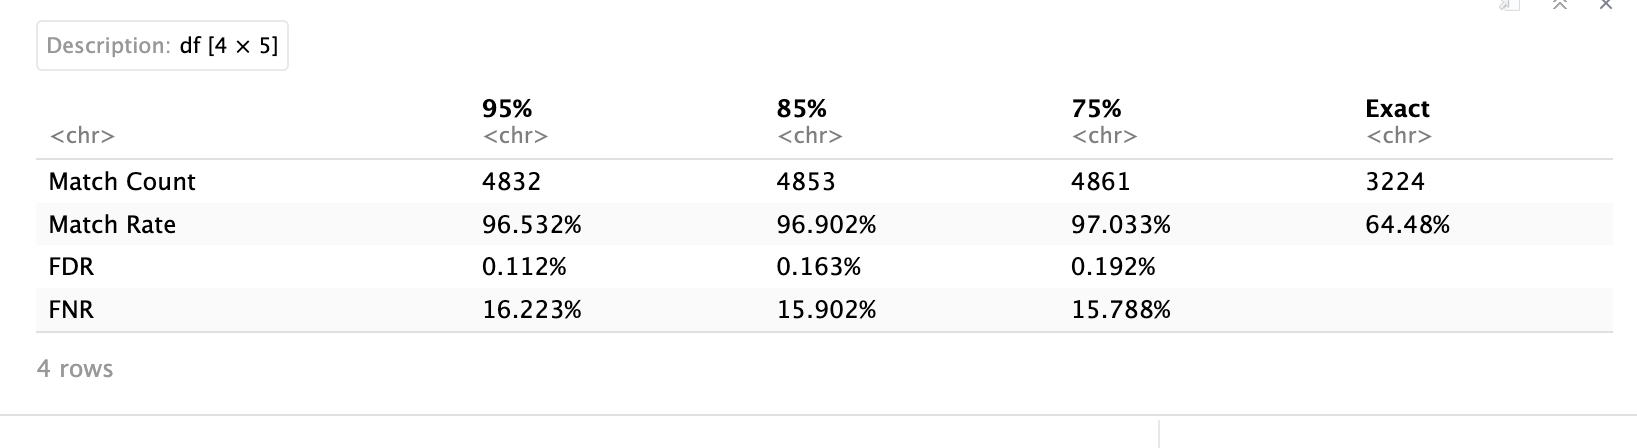 Description: df [4 × 5]
95% 85% 75% Exact
<chr> <chr> <chr> <chr> <chr>
Match Count 4832 4853 4861 3224
Match Rate 96.532% 96.902% 97.033% 64.48%
FDR 0.112% 0.163% 0.192%
FNR 16.223% 15.902% 15.788%
4 rows